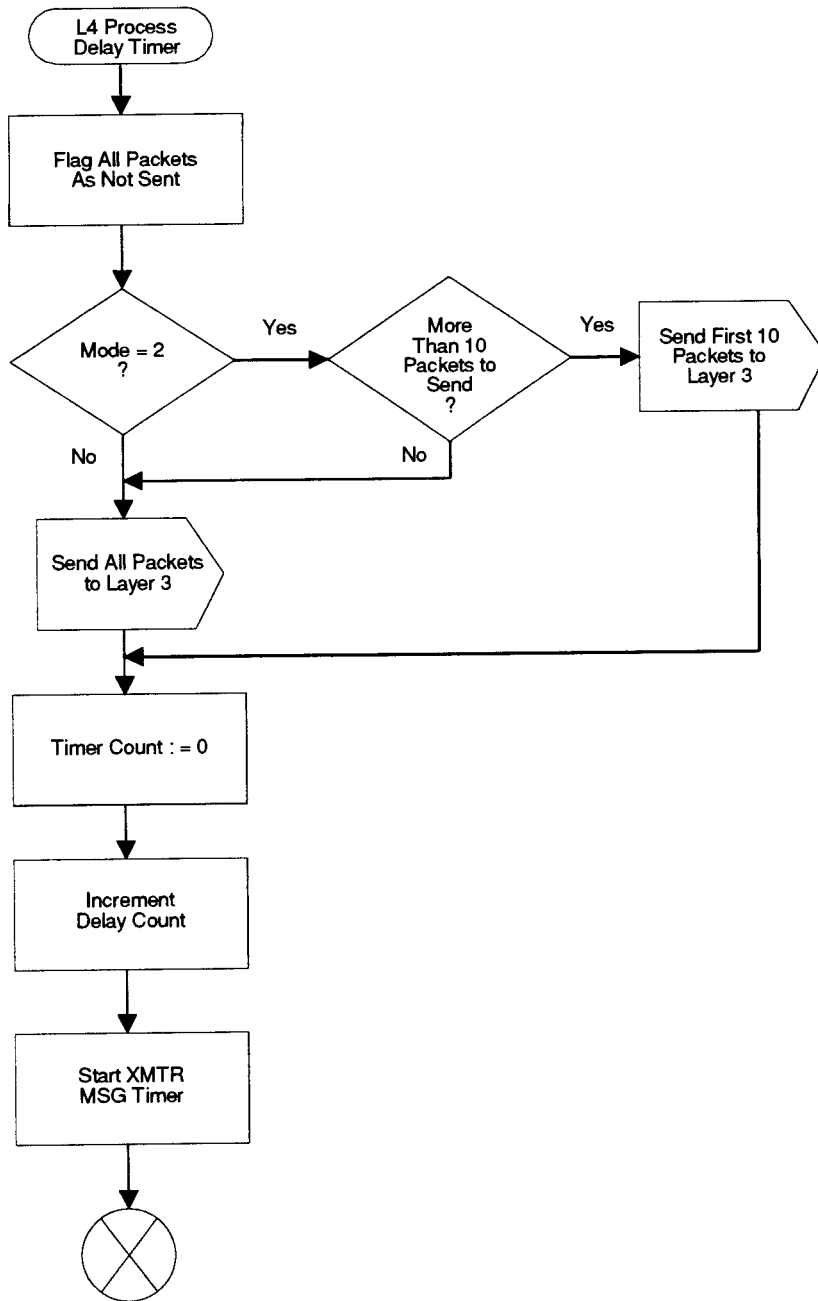 L4 Process
Delay Timer
Flag All Packets
As Not Sent
Mode = 2
?
Yes
More
Than 10
Packets to
Send
?
Yes
Send First 10
Packets to
Layer 3
No
No
Send All Packets
to Layer 3
Timer Count : = 0
Increment
Delay Count
Start XMTR
MSG Timer